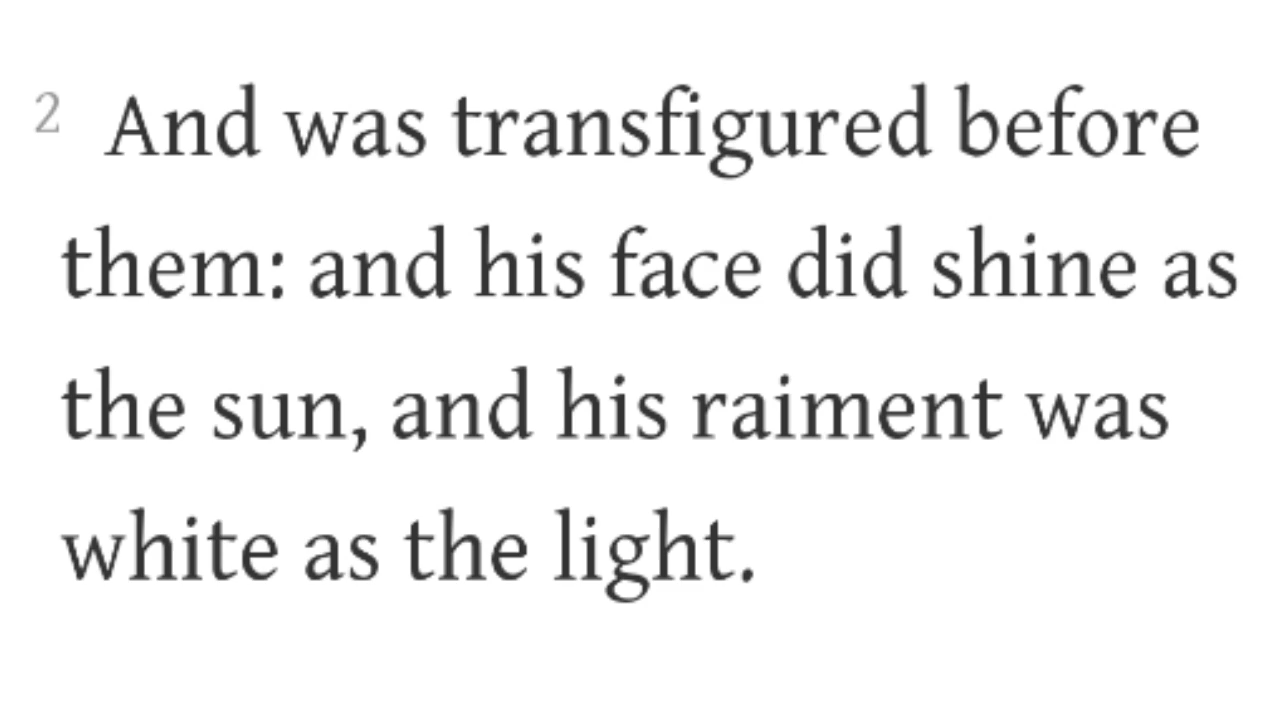 2 And was transfigured before
them: and his face did shine as
the sun, and his raiment was
white as the light.